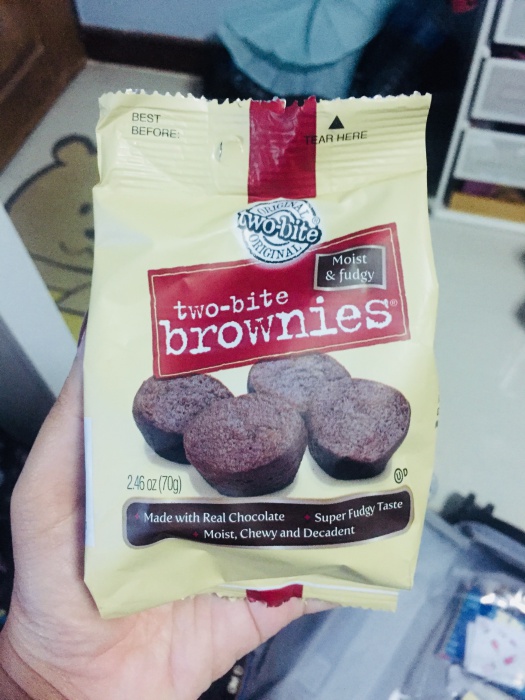 BEST
BEFORE:
TEAR HERE
ORIGINAL
two-bite®
ORIGINAL
Moist
& fudgy
two-bite
brownies®
2.46 oz (70g)
U D
Made with Real Chocolate • Super Fudgy Taste
• Moist, Chewy and Decadent